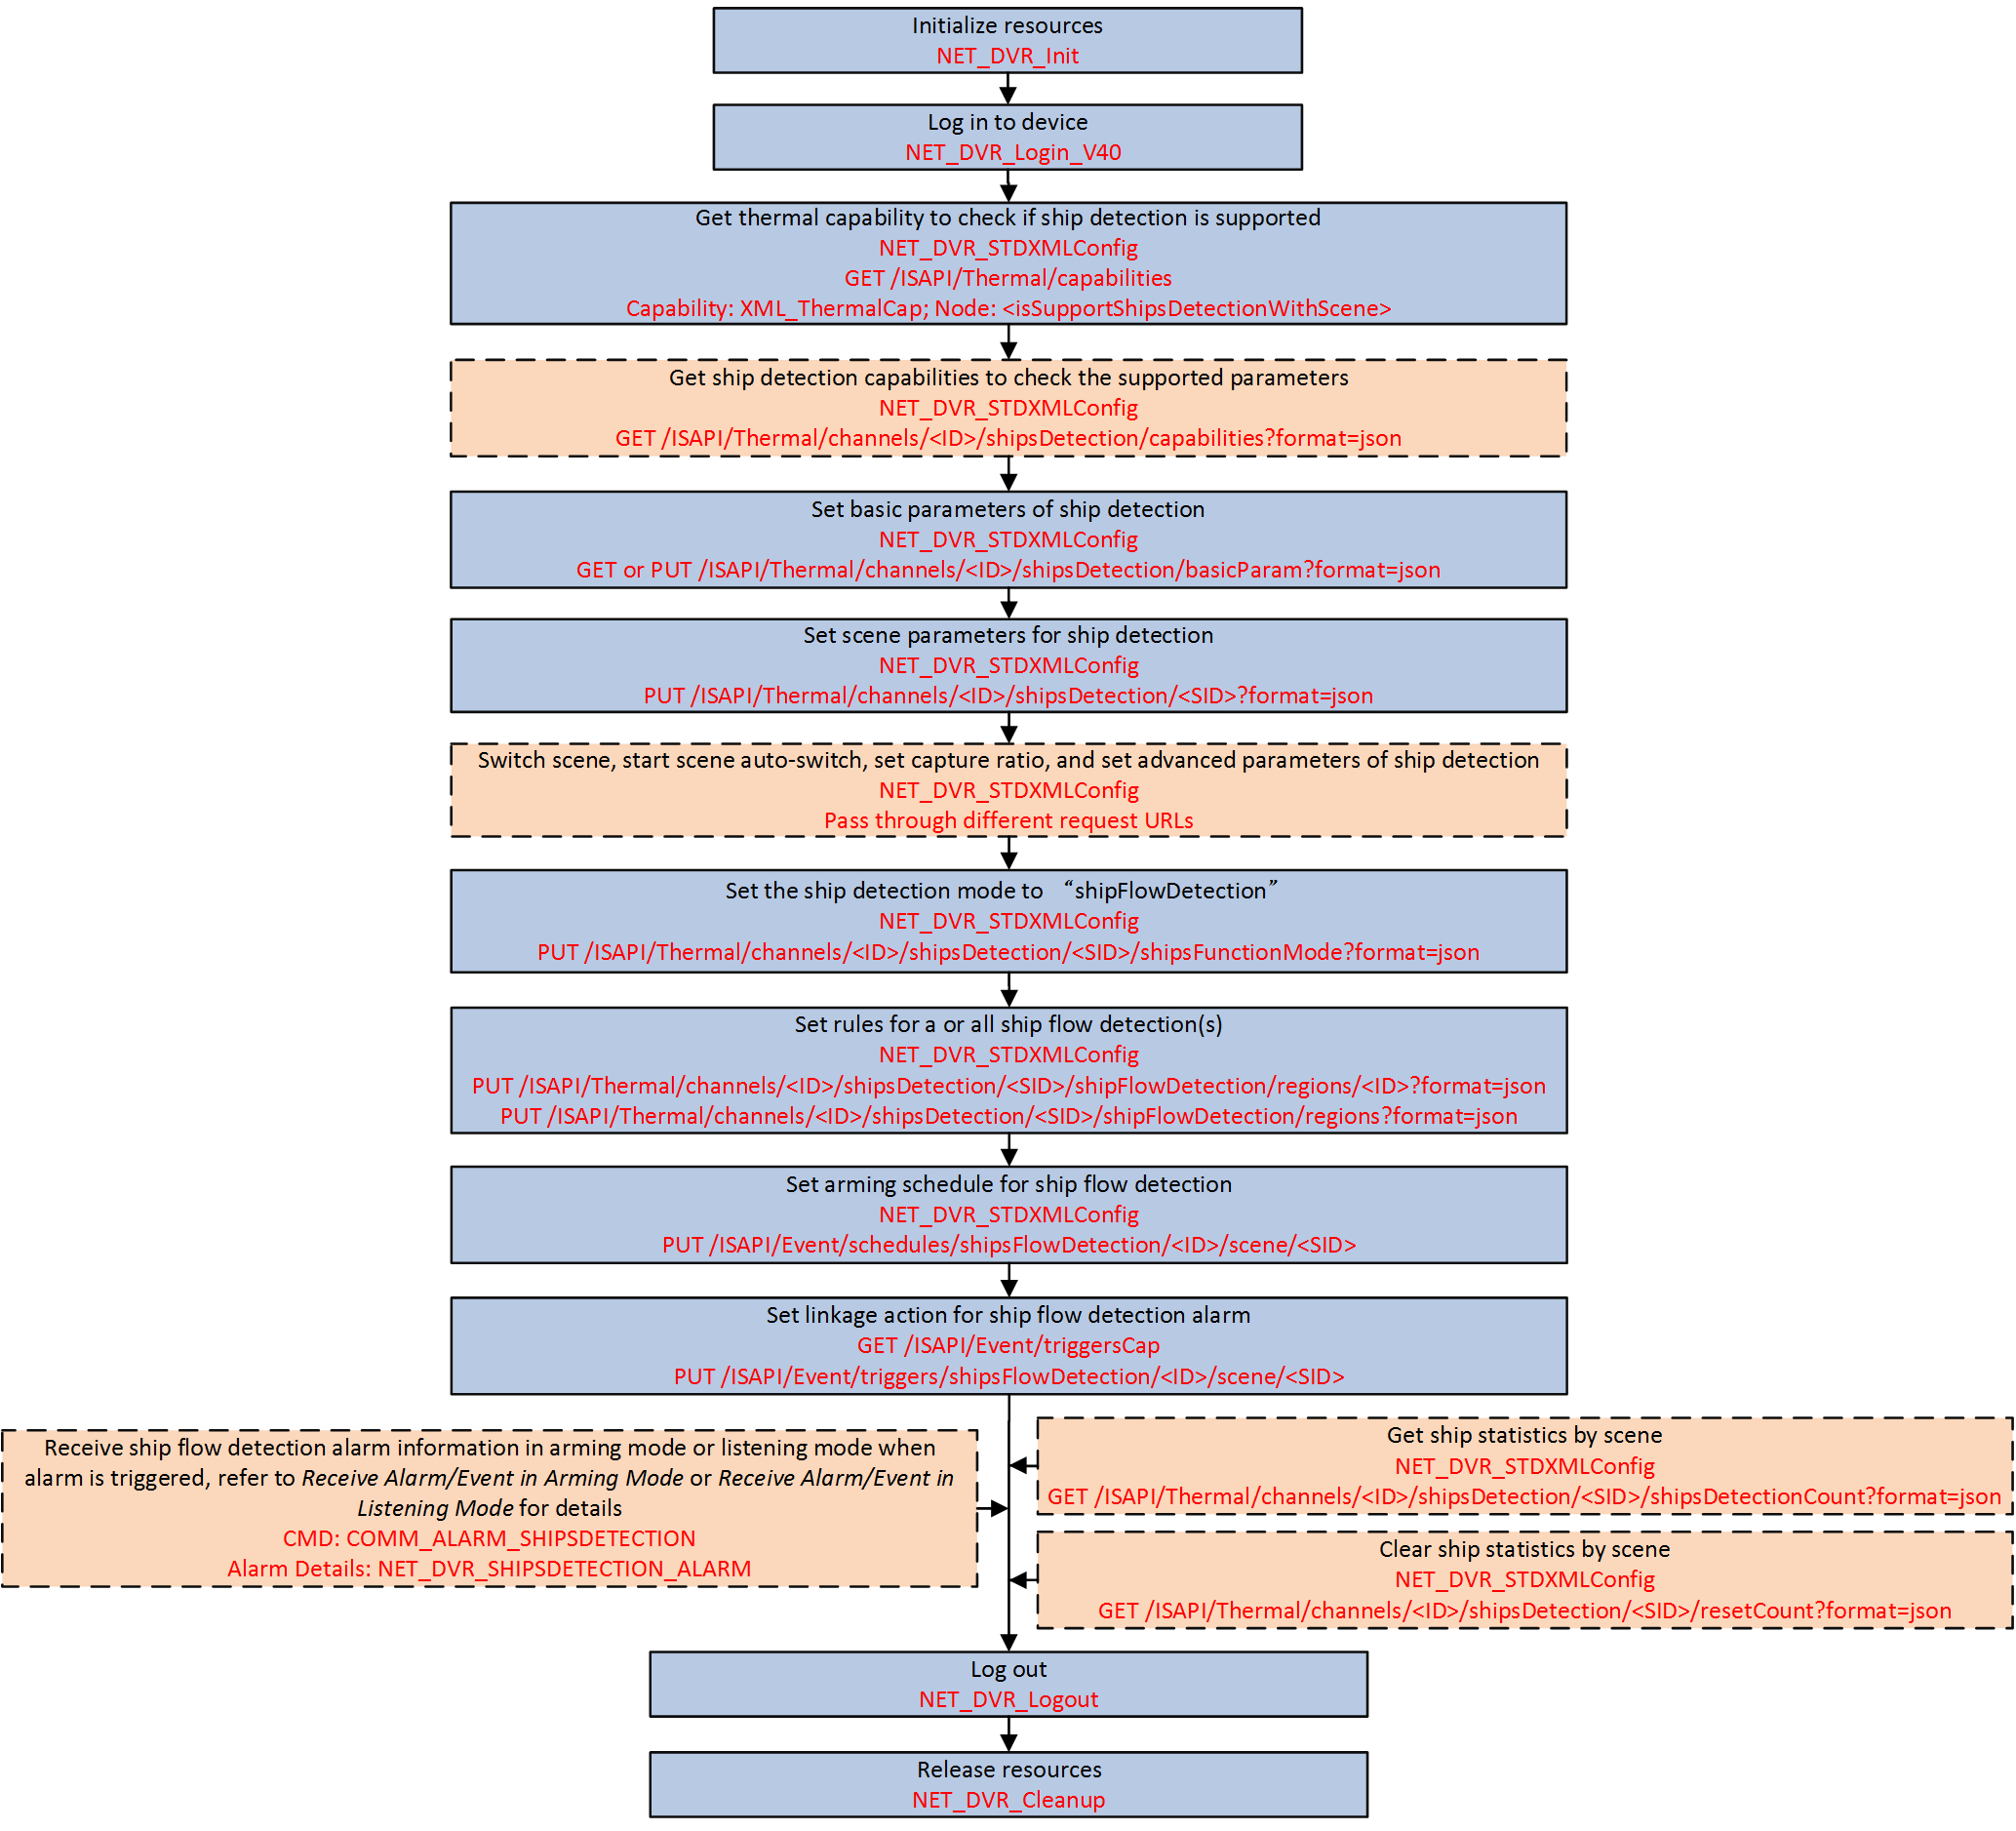 Initialize resources
NET_DVR_Init
Log in to device
NET_DVR_Login_V40
Get thermal capability to check if ship detection is supported
NET_DVR_STDXMLConfig
GET /ISAPI/Thermal/capabilities
Capability: XML_ThermalCap; Node: <isSupportShipsDetectionWithScene>
Get ship detection capabilities to check the supported parameters
NET_DVR_STDXMLConfig
GET /ISAPI/Thermal/channels/<ID>/shipsDetection/capabilities?format=json
Set basic parameters of ship detection
NET_DVR_STDXMLConfig
GET or PUT /ISAPI/Thermal/channels/<ID>/shipsDetection/basicParam?format=json
Set scene parameters for ship detection
NET_DVR_STDXMLConfig
PUT /ISAPI/Thermal/channels/<ID>/shipsDetection/<SID>?format=json
Switch scene, start scene auto-switch, set capture ratio, and set advanced parameters of ship detection
NET_DVR_STDXMLConfig
Pass through different request URLs
Set the ship detection mode to “shipFlowDetection”
NET_DVR_STDXMLConfig
PUT /ISAPI/Thermal/channels/<ID>/shipsDetection/<SID>/shipsFunctionMode?format=json
Set rules for a or all ship flow detection(s)
NET_DVR_STDXMLConfig
PUT /ISAPI/Thermal/channels/<ID>/shipsDetection/<SID>/shipFlowDetection/regions/<ID>?format=json
PUT /ISAPI/Thermal/channels/<ID>/shipsDetection/<SID>/shipFlowDetection/regions?format=json
Set arming schedule for ship flow detection
NET_DVR_STDXMLConfig
PUT /ISAPI/Event/schedules/shipsFlowDetection/<ID>/scene/<SID>
Set linkage action for ship flow detection alarm
GET /ISAPI/Event/triggersCap
PUT /ISAPI/Event/triggers/shipsFlowDetection/<ID>/scene/<SID>
Receive ship flow detection alarm information in arming mode or listening mode when
alarm is triggered, refer to Receive Alarm/Event in Arming Mode or Receive Alarm/Event in
Listening Mode for details
CMD: COMM_ALARM_SHIPSDETECTION
Alarm Details: NET_DVR_SHIPSDETECTION_ALARM
Get ship statistics by scene
NET_DVR_STDXMLConfig
GET /ISAPI/Thermal/channels/<ID>/shipsDetection/<SID>/shipsDetectionCount?format=json
Clear ship statistics by scene
NET_DVR_STDXMLConfig
GET /ISAPI/Thermal/channels/<ID>/shipsDetection/<SID>/resetCount?format=json
Log out
NET_DVR_Logout
Release resources
NET_DVR_Cleanup